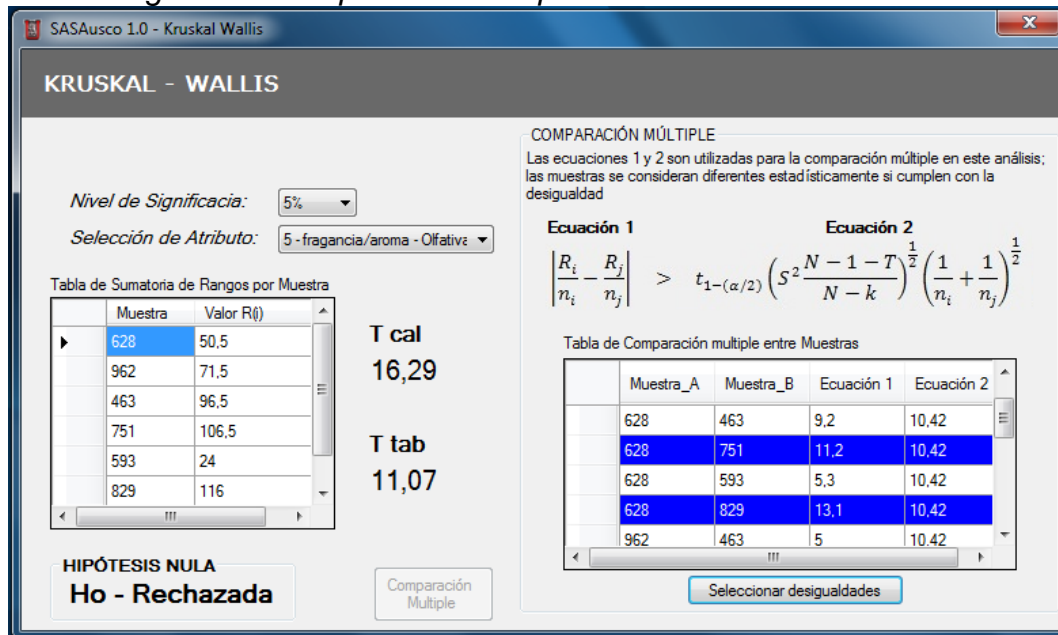 SASAusco 1.0 - Kruskal Wallis
KRUSKAL - WALLIS
Nivel de Significacia: 5%
Selección de Atributo: 5 - fragancia/aroma - Olfativa
Tabla de Sumatoria de Rangos por Muestra
Muestra Valor R(i)
628 50,5
962 71,5
463 96,5
751 106,5
593 24
829 116
T cal
16,29
T tab
11,07
HIPÓTESIS NULA
Ho - Rechazada
Comparación
Multiple
COMPARACIÓN MÚLTIPLE
Las ecuaciones 1 y 2 son utilizadas para la comparación múltiple en este análisis;
las muestras se consideran diferentes estadísticamente si cumplen con la
desigualdad
Ecuación 1 Ecuación 2
|R_i/n_i − R_j/n_j| > t_{1−(α/2)} (S² (N − 1 − T)/(N − k))^{1/2} (1/n_i + 1/n_j)^{1/2}
Tabla de Comparación multiple entre Muestras
Muestra_A Muestra_B Ecuación 1 Ecuación 2
628 463 9,2 10,42
628 751 11,2 10,42
628 593 5,3 10,42
628 829 13,1 10,42
962 463 5 10,42
Seleccionar desigualdades